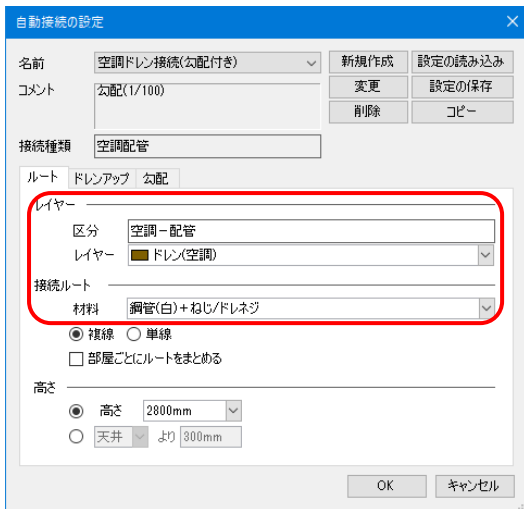 自動接続の設定
名前 空調ドレン接続(勾配付き) 新規作成 設定の読み込み
コメント 勾配(1/100) 変更 設定の保存
削除 コピー
接続種類 空調配管
ルート ドレンアップ 勾配
レイヤー
区分 空調－配管
レイヤー ドレン(空調)
接続ルート
材料 鋼管(白)+ねじ/ドレネジ
複線 単線
部屋ごとにルートをまとめる
高さ
高さ 2800mm
天井 より 300mm
OK キャンセル